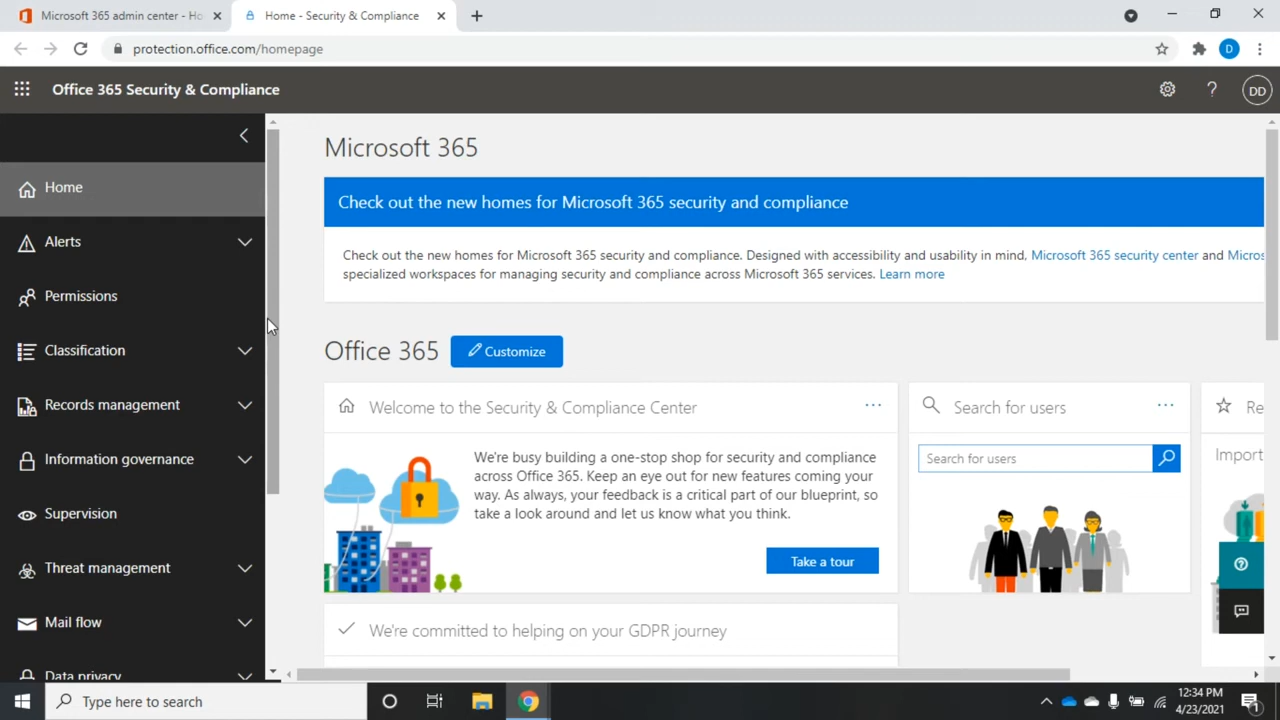 Microsoft 365 admin center - Ho
Home - Security & Compliance
protection.office.com/homepage
D
Office 365 Security & Compliance
DD
Home
Alerts
Permissions
Classification
Records management
Information governance
Supervision
Threat management
Mail flow
Data privacy
Microsoft 365
Check out the new homes for Microsoft 365 security and compliance
Check out the new homes for Microsoft 365 security and compliance. Designed with accessibility and usability in mind, Microsoft 365 security center and Micros
specialized workspaces for managing security and compliance across Microsoft 365 services. Learn more
Office 365
Customize
Welcome to the Security & Compliance Center
We're busy building a one-stop shop for security and compliance
across Office 365. Keep an eye out for new features coming your
way. As always, your feedback is a critical part of our blueprint, so
take a look around and let us know what you think.
Take a tour
Search for users
Search for users
Re
Import
We're committed to helping on your GDPR journey
Type here to search
12:34 PM
4/23/2021
1